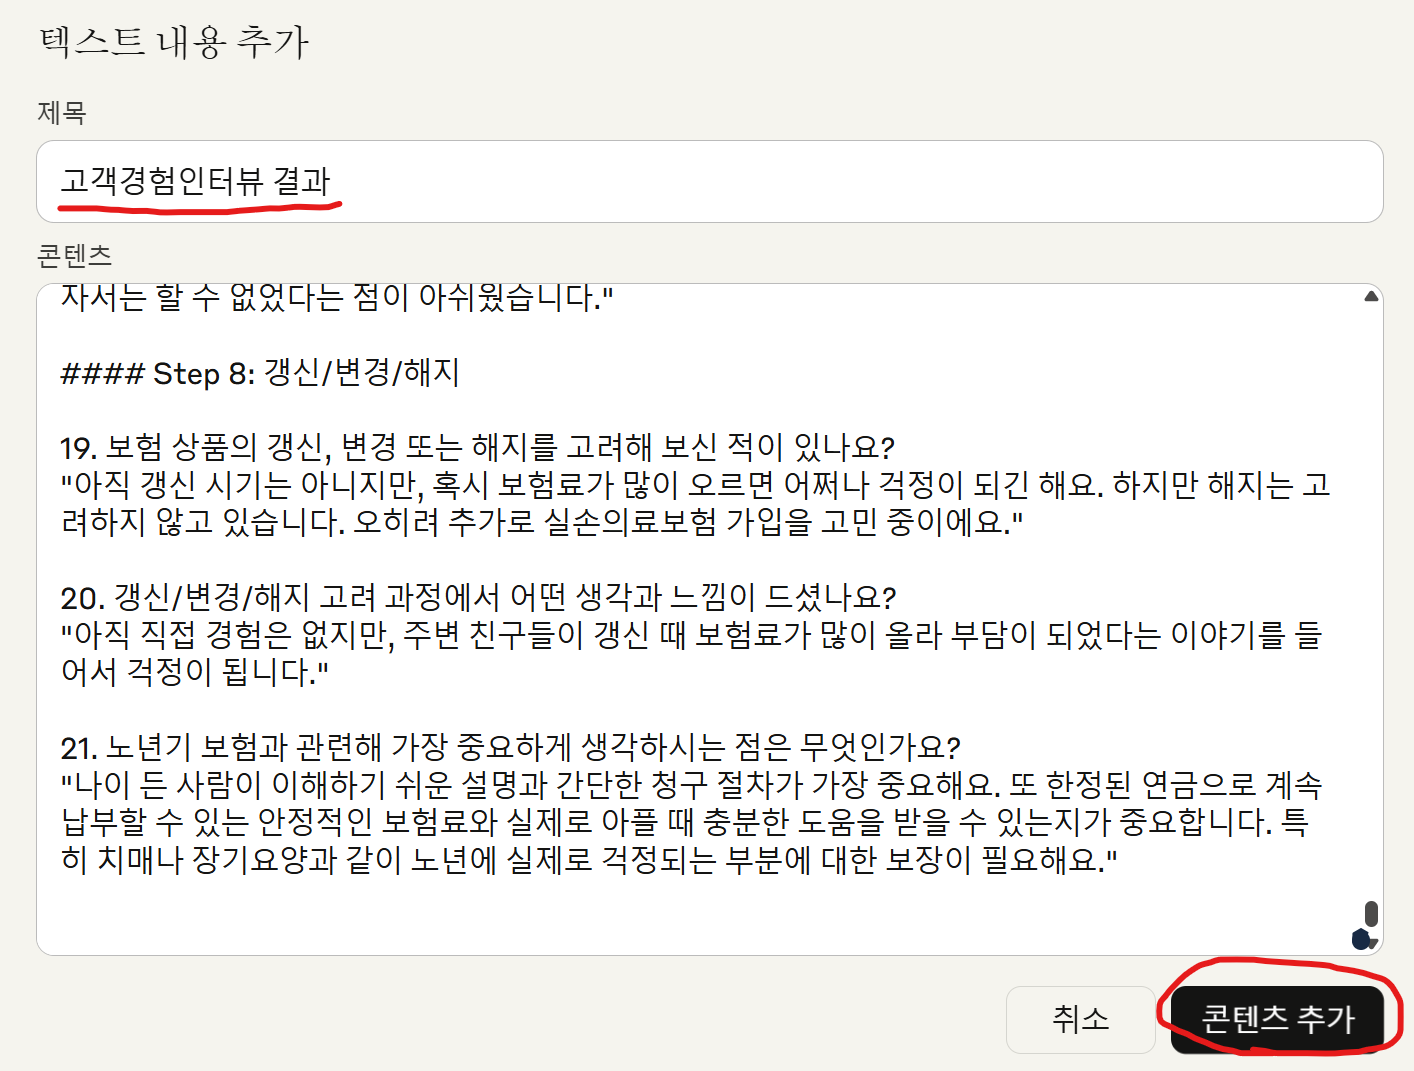 텍스트 내용 추가
제목
고객경험인터뷰 결과
콘텐츠
자서는 할 수 없었다는 점이 아쉬웠습니다."
#### Step 8: 갱신/변경/해지
19. 보험 상품의 갱신, 변경 또는 해지를 고려해 보신 적이 있나요?
"아직 갱신 시기는 아니지만, 혹시 보험료가 많이 오르면 어쩌나 걱정이 되긴 해요. 하지만 해지는 고
려하지 않고 있습니다. 오히려 추가로 실손의료보험 가입을 고민 중이에요."
20. 갱신/변경/해지 고려 과정에서 어떤 생각과 느낌이 드셨나요?
"아직 직접 경험은 없지만, 주변 친구들이 갱신 때 보험료가 많이 올라 부담이 되었다는 이야기를 들
어서 걱정이 됩니다."
21. 노년기 보험과 관련해 가장 중요하게 생각하시는 점은 무엇인가요?
"나이 든 사람이 이해하기 쉬운 설명과 간단한 청구 절차가 가장 중요해요. 또 한정된 연금으로 계속
납부할 수 있는 안정적인 보험료와 실제로 아플 때 충분한 도움을 받을 수 있는지가 중요합니다. 특
히 치매나 장기요양과 같이 노년에 실제로 걱정되는 부분에 대한 보장이 필요해요."
취소
콘텐츠 추가